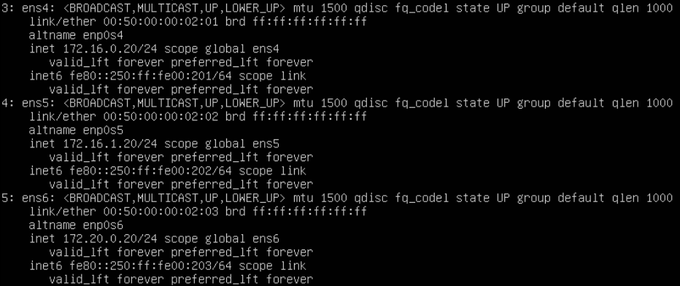 3: ens4: <BROADCAST,MULTICAST,UP,LOWER_UP> mtu 1500 qdisc fq_codel state UP group default qlen 1000
link/ether 00:50:00:00:02:01 brd ff:ff:ff:ff:ff:ff
altname enp0s4
inet 172.16.0.20/24 scope global ens4
valid_lft forever preferred_lft forever
inet6 fe80::250:ff:fe00:201/64 scope link
valid_lft forever preferred_lft forever
4: ens5: <BROADCAST,MULTICAST,UP,LOWER_UP> mtu 1500 qdisc fq_codel state UP group default qlen 1000
link/ether 00:50:00:00:02:02 brd ff:ff:ff:ff:ff:ff
altname enp0s5
inet 172.16.1.20/24 scope global ens5
valid_lft forever preferred_lft forever
inet6 fe80::250:ff:fe00:202/64 scope link
valid_lft forever preferred_lft forever
5: ens6: <BROADCAST,MULTICAST,UP,LOWER_UP> mtu 1500 qdisc fq_codel state UP group default qlen 1000
link/ether 00:50:00:00:02:03 brd ff:ff:ff:ff:ff:ff
altname enp0s6
inet 172.20.0.20/24 scope global ens6
valid_lft forever preferred_lft forever
inet6 fe80::250:ff:fe00:203/64 scope link
valid_lft forever preferred_lft forever